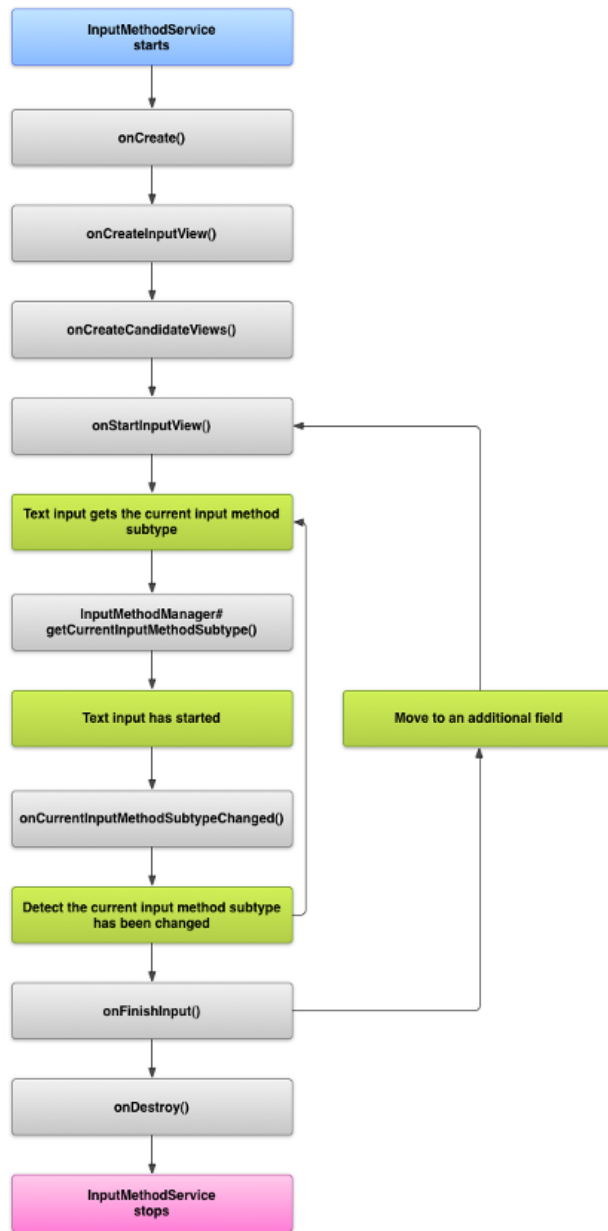 InputMethodService
starts
onCreate()
onCreateInputView()
onCreateCandidateViews()
onStartInputView()
Text input gets the current input method
subtype
InputMethodManager#
getCurrentInputMethodSubtype()
Text input has started
Move to an additional field
onCurrentInputMethodSubtypeChanged()
Detect the current input method subtype
has been changed
onFinishInput()
onDestroy()
InputMethodService
stops